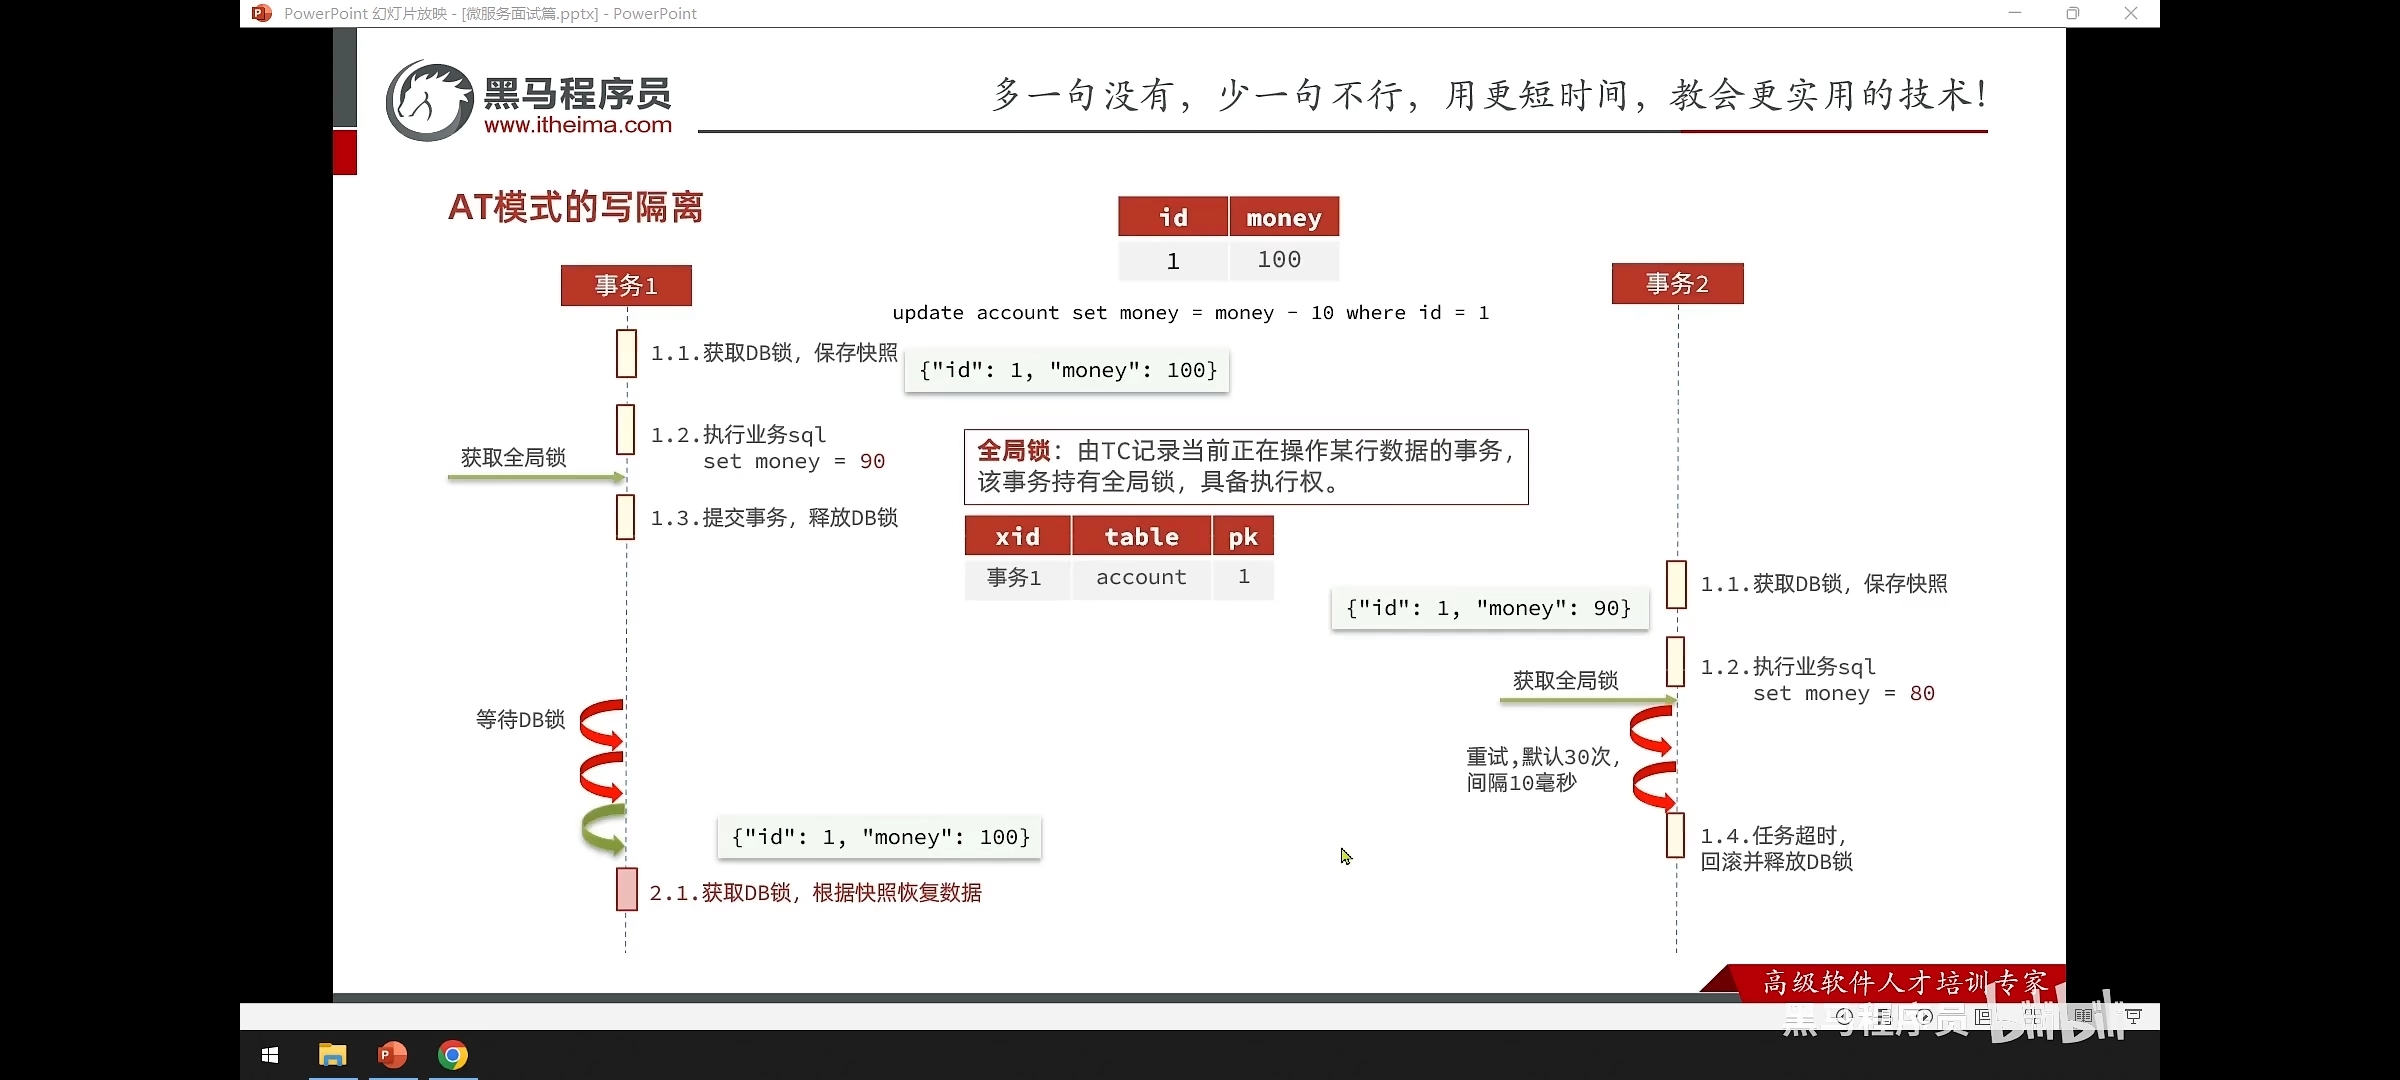 PowerPoint 幻灯片放映 - [微服务面试篇.pptx] - PowerPoint
黑马程序员
www.itheima.com
多一句没有，少一句不行，用更短时间，教会更实用的技术！
AT模式的写隔离
id money
1 100
事务1
事务2
update account set money = money - 10 where id = 1
1.1.获取DB锁，保存快照
{"id": 1, "money": 100}
1.2.执行业务sql
set money = 90
获取全局锁
1.3.提交事务，释放DB锁
全局锁：由TC记录当前正在操作某行数据的事务，
该事务持有全局锁，具备执行权。
xid table pk
事务1 account 1
1.1.获取DB锁，保存快照
{"id": 1, "money": 90}
1.2.执行业务sql
set money = 80
获取全局锁
等待DB锁
重试,默认30次，
间隔10毫秒
{"id": 1, "money": 100}
1.4.任务超时，
回滚并释放DB锁
2.1.获取DB锁，根据快照恢复数据
高级软件人才培训专家
黑马程序员 bilibili